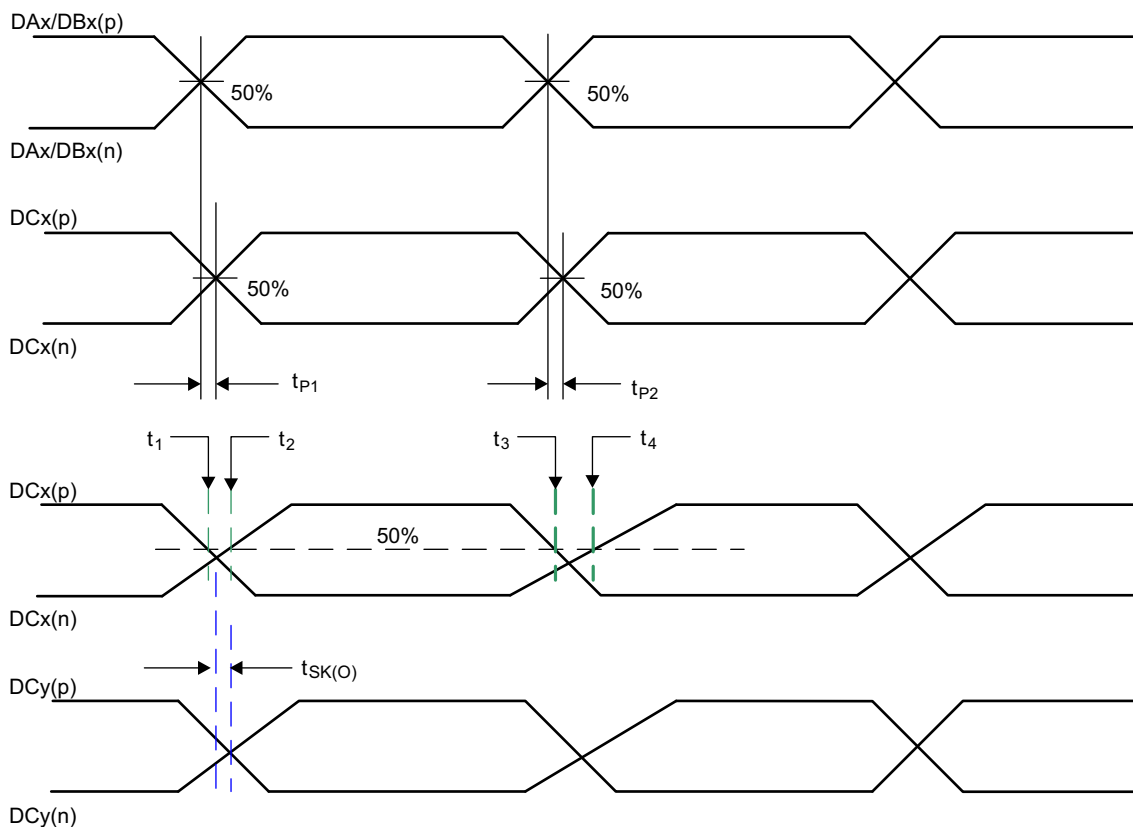 DAx/DBx(p)
50%
50%
DAx/DBx(n)
DCx(p)
50%
50%
DCx(n)
tP1
tP2
t1
t2
t3
t4
DCx(p)
50%
DCx(n)
tSK(O)
DCy(p)
DCy(n)